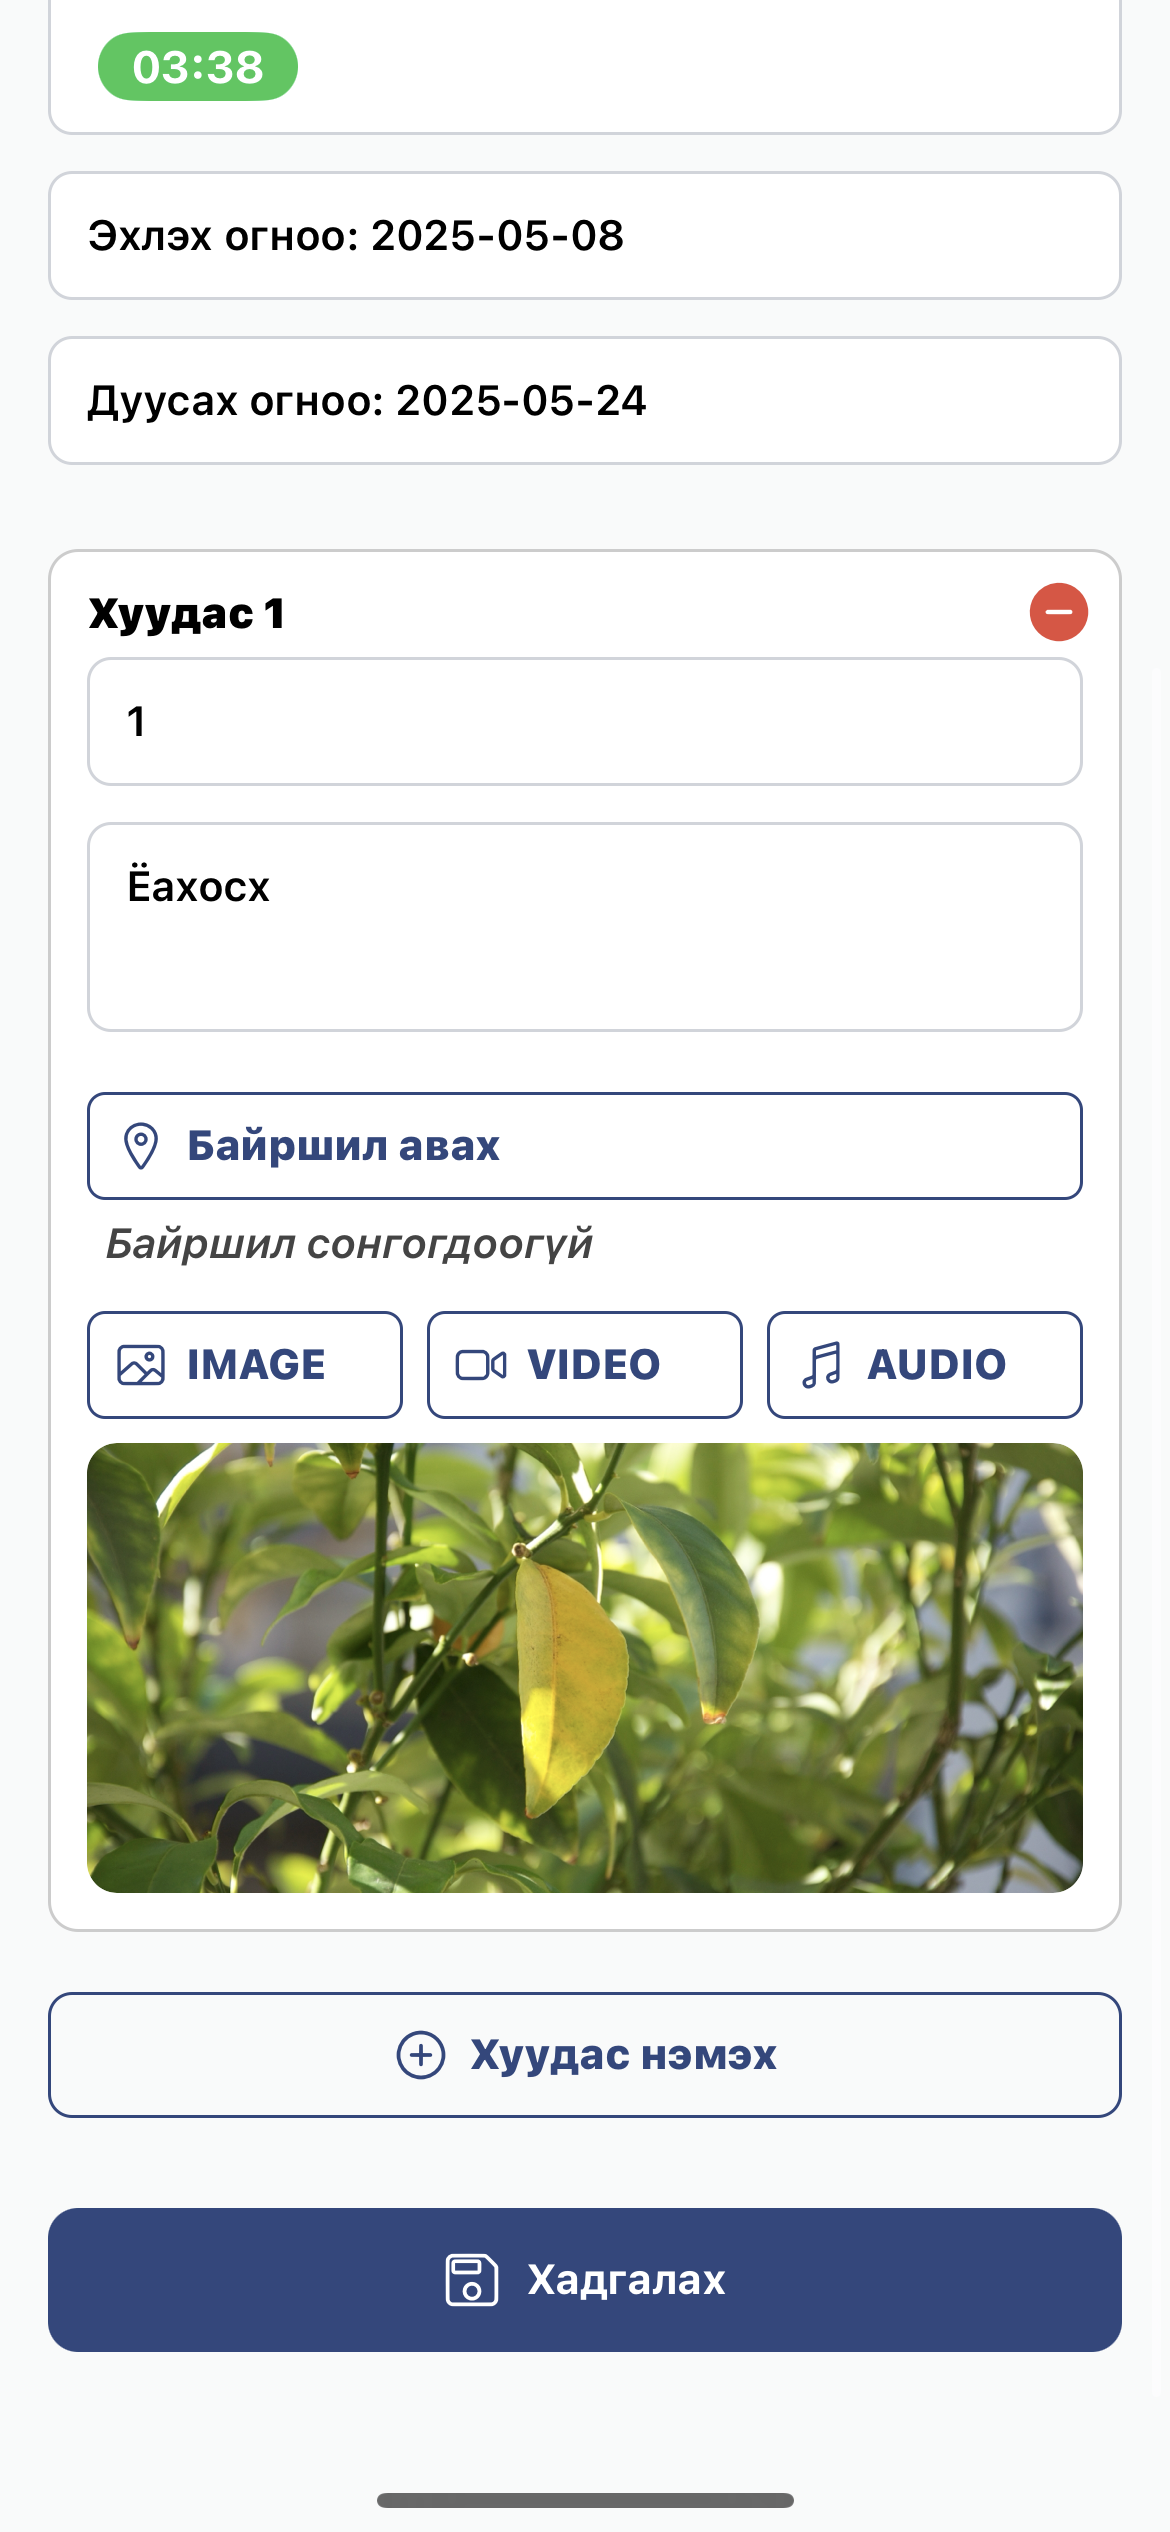 03:38
Эхлэх огноо: 2025-05-08
Дуусах огноо: 2025-05-24
Хуудас 1
1
Ёахосх
Байршил авах
Байршил сонгогдоогүй
IMAGE
VIDEO
AUDIO
Хуудас нэмэх
Хадгалах